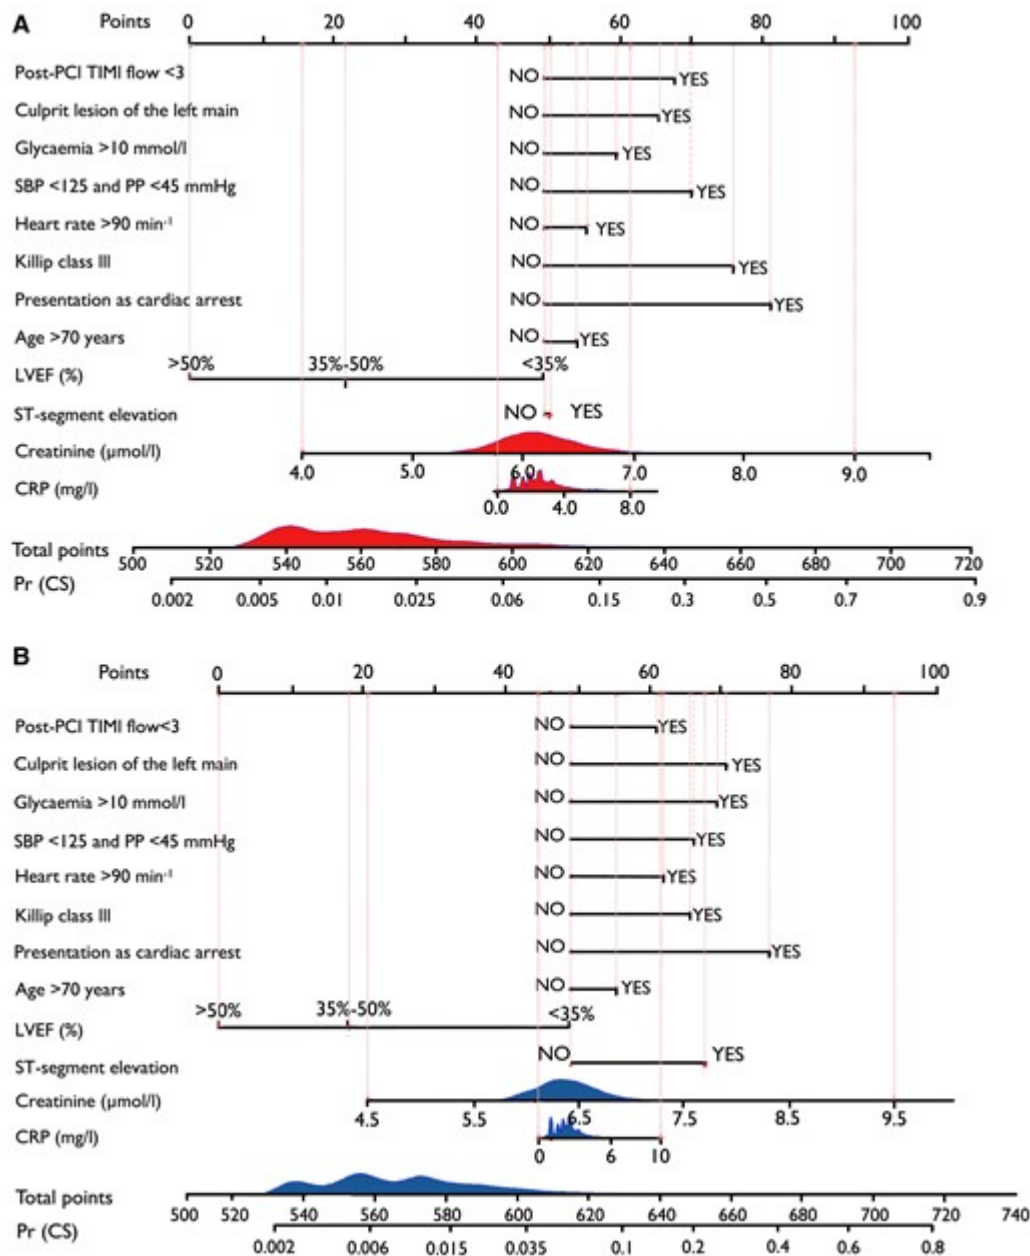 A
Points 0 20 40 60 80 100
Post-PCI TIMI flow <3 NO YES
Culprit lesion of the left main NO YES
Glycaemia >10 mmol/l NO YES
SBP <125 and PP <45 mmHg NO YES
Heart rate >90 min-1 NO YES
Killip class III NO YES
Presentation as cardiac arrest NO YES
Age >70 years NO YES
>50% 35%-50% <35%
LVEF (%)
ST-segment elevation NO YES
Creatinine (μmol/l)
4.0 5.0 6.0 7.0 8.0 9.0
CRP (mg/l)
0.0 4.0 8.0
Total points
500 520 540 560 580 600 620 640 660 680 700 720
Pr (CS)
0.002 0.005 0.01 0.025 0.06 0.15 0.3 0.5 0.7 0.9
B
Points 0 20 40 60 80 100
Post-PCI TIMI flow<3 NO YES
Culprit lesion of the left main NO YES
Glycaemia >10 mmol/l NO YES
SBP <125 and PP <45 mmHg NO YES
Heart rate >90 min-1 NO YES
Killip class III NO YES
Presentation as cardiac arrest NO YES
Age >70 years NO YES
>50% 35%-50% <35%
LVEF (%)
ST-segment elevation NO YES
Creatinine (μmol/l)
4.5 5.5 6.5 7.5 8.5 9.5
CRP (mg/l)
0 6 10
Total points
500 520 540 560 580 600 620 640 660 680 700 720 740
Pr (CS)
0.002 0.006 0.015 0.035 0.1 0.2 0.4 0.6 0.8